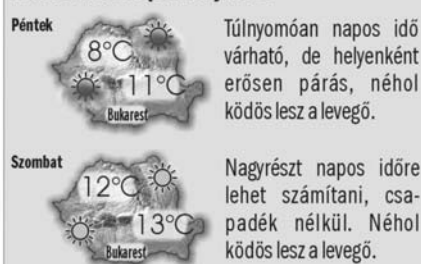 Péntek
8°C
11°C
Bukarest
Túlnyomóan napos idő
várható, de helyenként
erősen párás, néhol
ködös lesz a levegő.
Szombat
12°C
13°C
Bukarest
Nagyrészt napos időre
lehet számítani, csa-
padék nélkül. Néhol
ködös lesz a levegő.